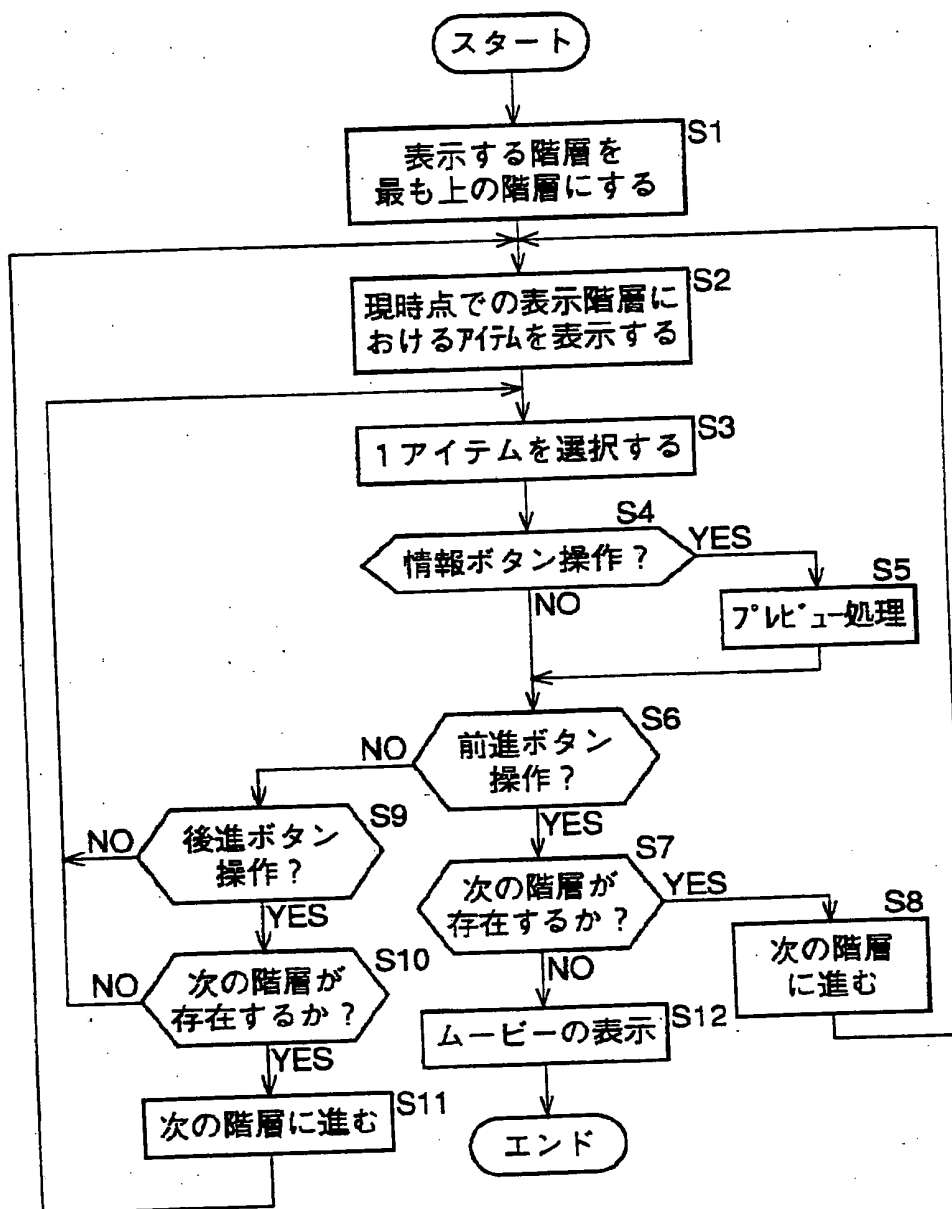 スタート
S1
表示する階層を
最も上の階層にする
S2
現時点での表示階層に
おけるｱｲﾃﾑを表示する
S3
1アイテムを選択する
S4
情報ボタン操作？
YES
NO
S5
ﾌﾟﾚﾋﾞｭｰ処理
S6
前進ボタン
操作？
NO
YES
S9
後進ボタン
操作？
NO
YES
S7
次の階層が
存在するか？
YES
NO
S8
次の階層
に進む
S10
次の階層が
存在するか？
NO
YES
S12
ムービーの表示
S11
次の階層に進む
エンド